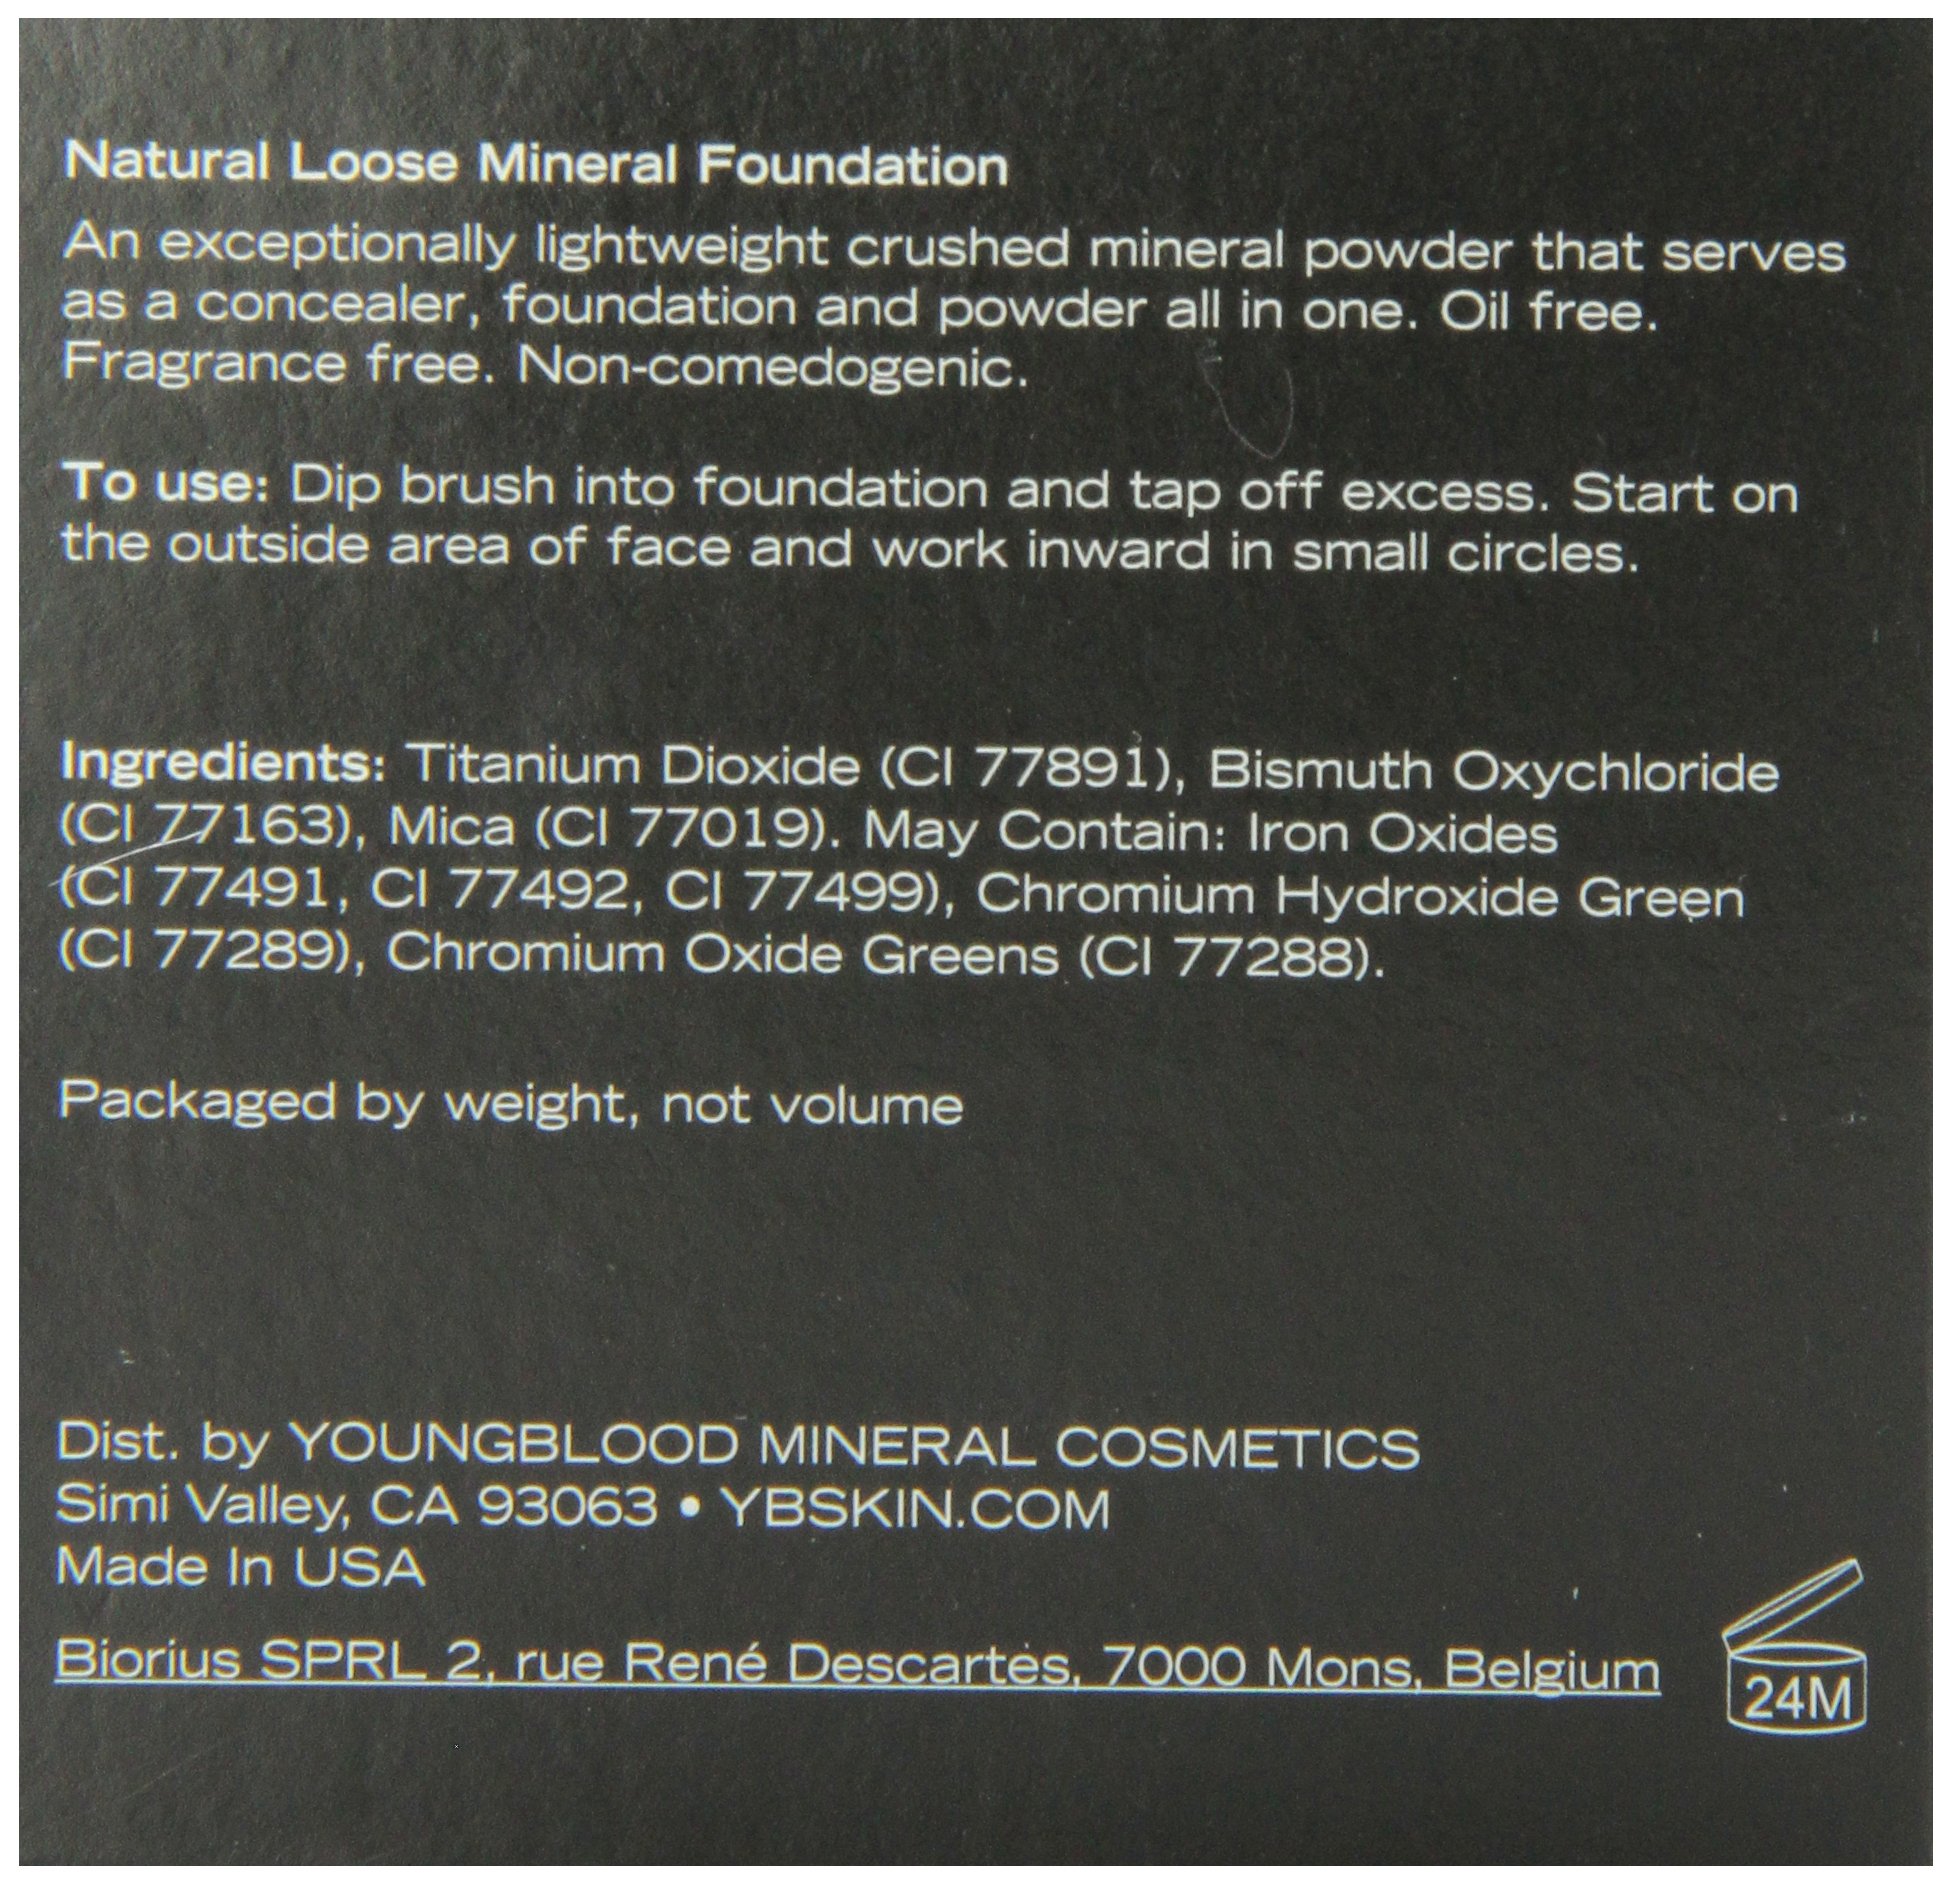 Natural Loose Mineral Foundation
An exceptionally lightweight crushed mineral powder that serves
as a concealer, foundation and powder all in one. Oil free.
Fragrance free. Non-comedogenic.
To use: Dip brush into foundation and tap off excess. Start on
the outside area of face and work inward in small circles.
Ingredients: Titanium Dioxide (CI 77891), Bismuth Oxychloride
(CI 77163), Mica (CI 77019). May Contain: Iron Oxides
(CI 77491, CI 77492, CI 77499), Chromium Hydroxide Green
(CI 77289), Chromium Oxide Greens (CI 77288).
Packaged by weight, not volume
Dist. by YOUNGBLOOD MINERAL COSMETICS
Simi Valley, CA 93063 • YBSKIN.COM
Made In USA
Biorius SPRL 2, rue René Descartes, 7000 Mons, Belgium
24M